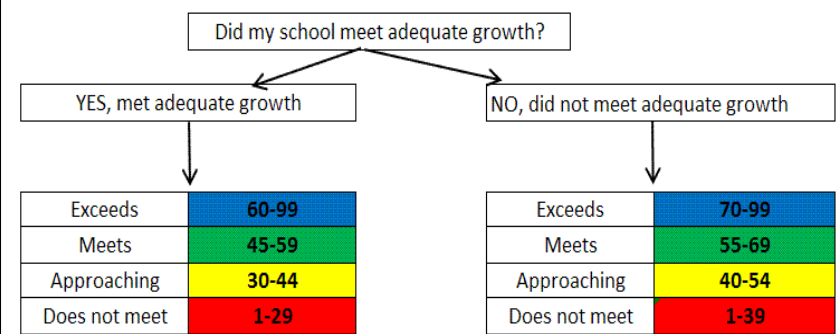 Did my school meet adequate growth?
YES, met adequate growth
NO, did not meet adequate growth
Exceeds 60-99
Meets 45-59
Approaching 30-44
Does not meet 1-29
Exceeds 70-99
Meets 55-69
Approaching 40-54
Does not meet 1-39